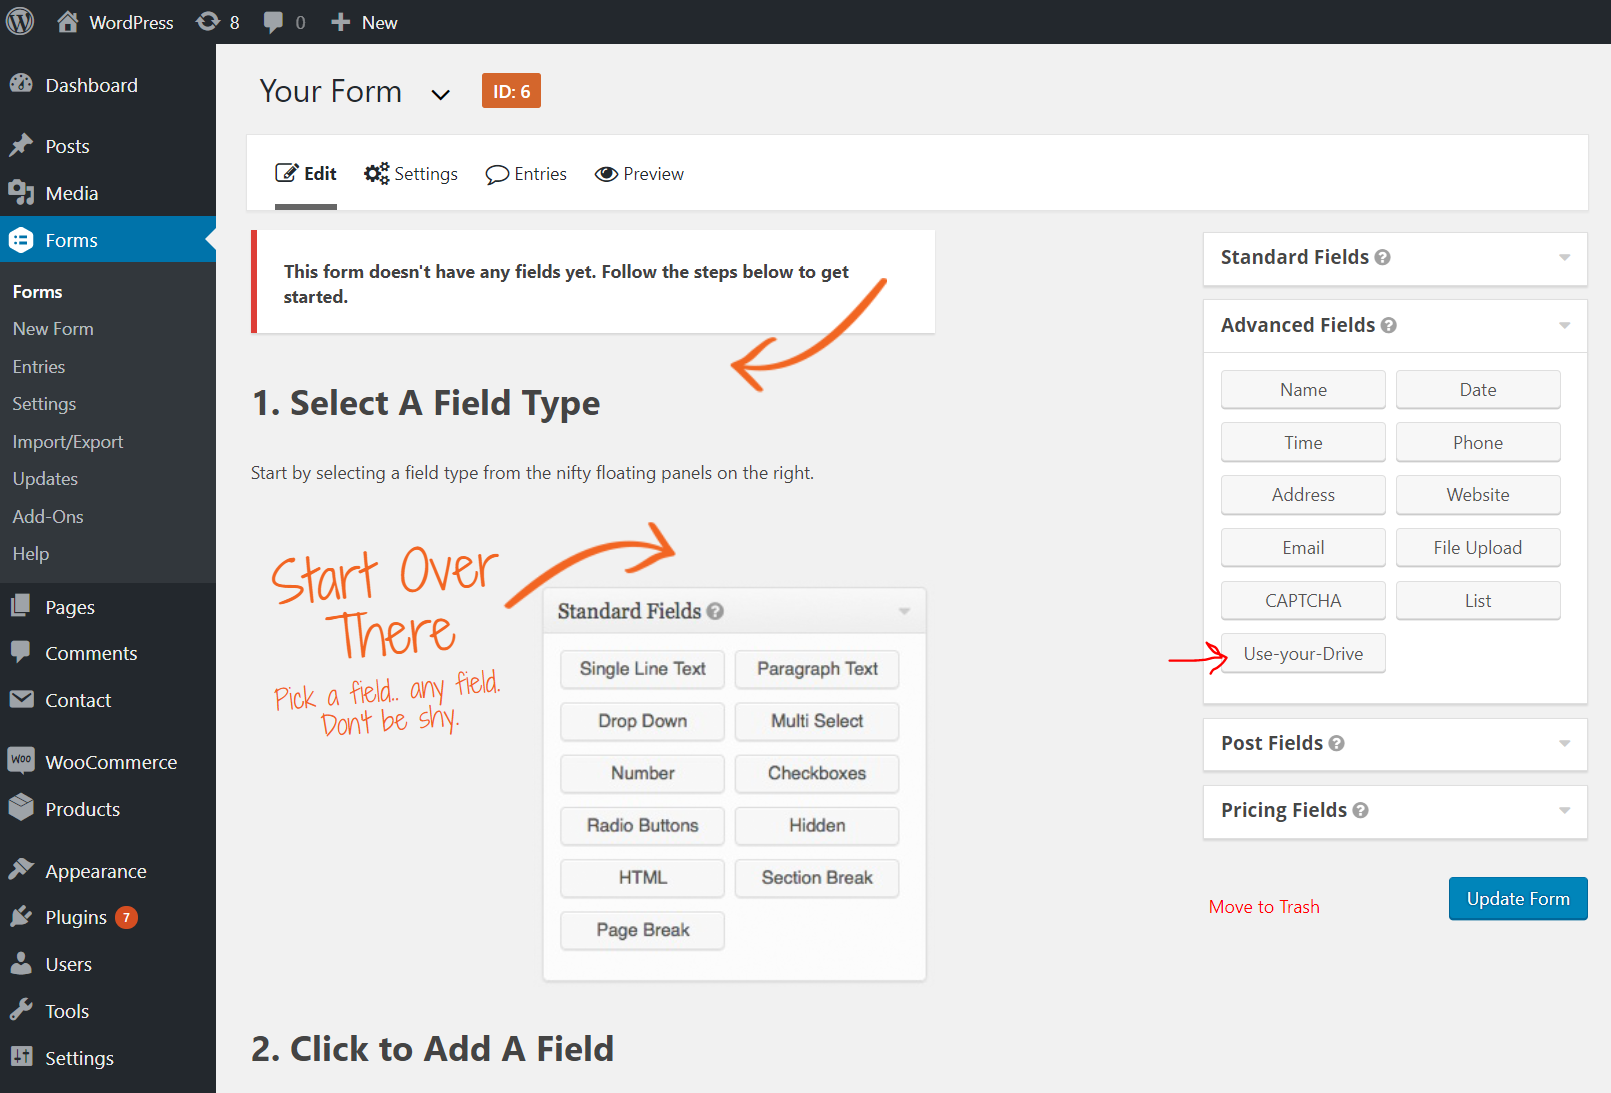 WordPress 8 0 New
Dashboard
Posts
Media
Forms
Forms
New Form
Entries
Settings
Import/Export
Updates
Add-Ons
Help
Pages
Comments
Contact
Woo WooCommerce
Products
Appearance
Plugins 7
Users
Tools
Settings
Your Form ID: 6
Edit Settings Entries Preview
This form doesn't have any fields yet. Follow the steps below to get
started.
1. Select A Field Type
Start by selecting a field type from the nifty floating panels on the right.
Start Over
There
Pick a field.. any field.
Don't be shy.
Standard Fields ?
Single Line Text Paragraph Text
Drop Down Multi Select
Number Checkboxes
Radio Buttons Hidden
HTML Section Break
Page Break
2. Click to Add A Field
Standard Fields ?
Advanced Fields ?
Name Date
Time Phone
Address Website
Email File Upload
CAPTCHA List
Use-your-Drive
Post Fields ?
Pricing Fields ?
Move to Trash Update Form